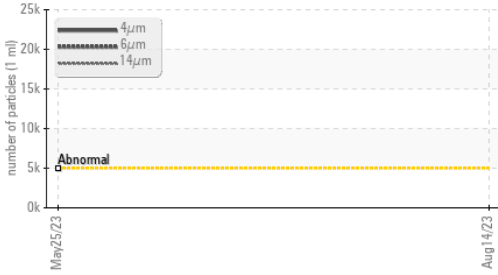 25k
4μm
6μm
14μm
20k
15k
10k
Abnormal
5k
0k
number of particles (1 ml)
May25/23
Aug14/23